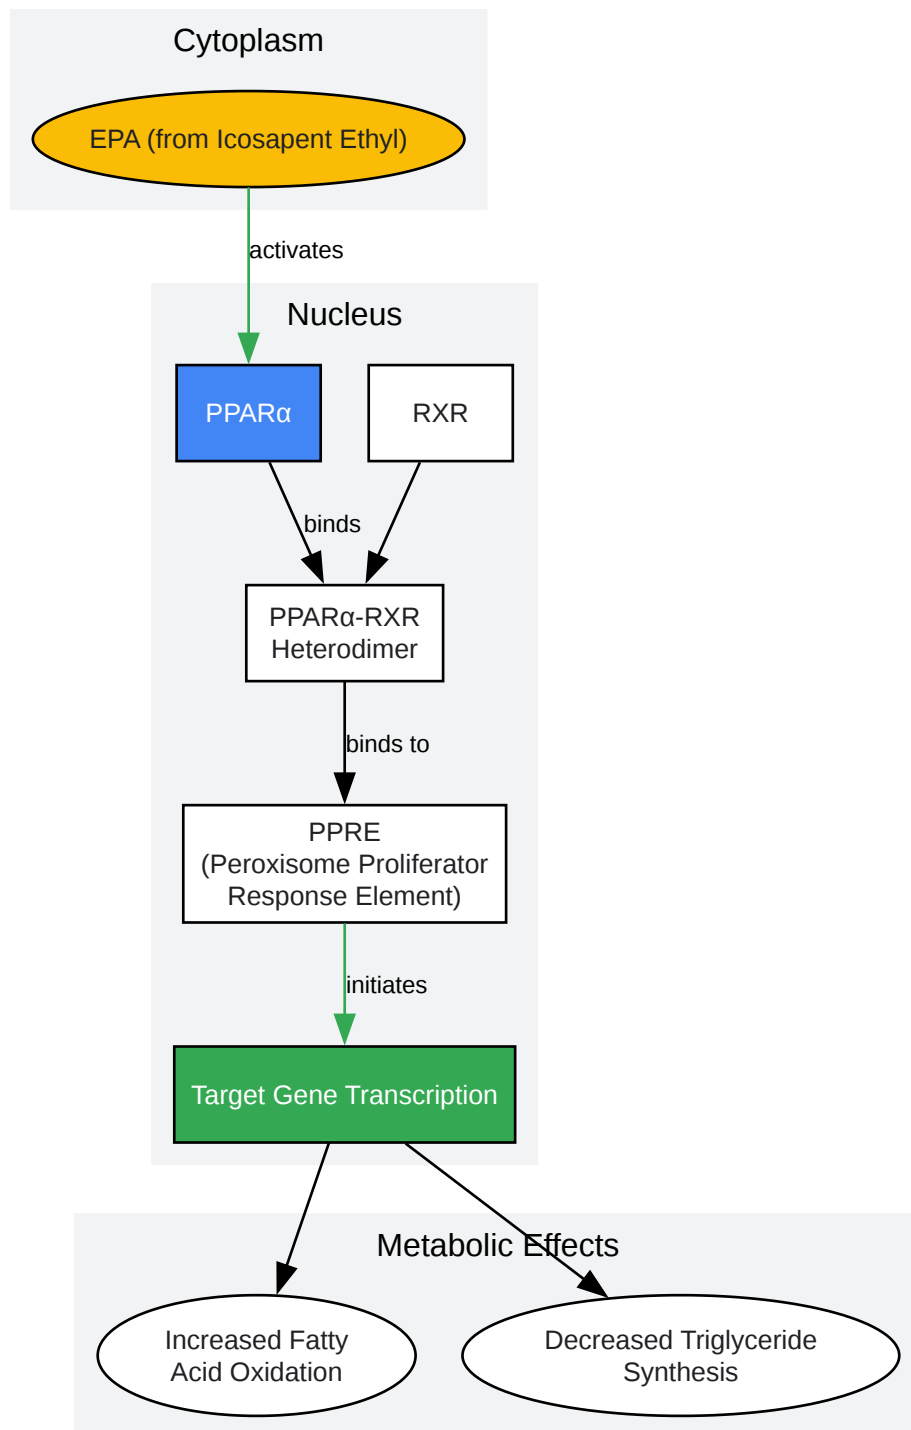 Cytoplasm
EPA (from Icosapent Ethyl)
activates
Nucleus
PPARα
RXR
binds
PPARα-RXR
Heterodimer
binds to
PPRE
(Peroxisome Proliferator
Response Element)
initiates
Target Gene Transcription
Metabolic Effects
Increased Fatty
Acid Oxidation
Decreased Triglyceride
Synthesis